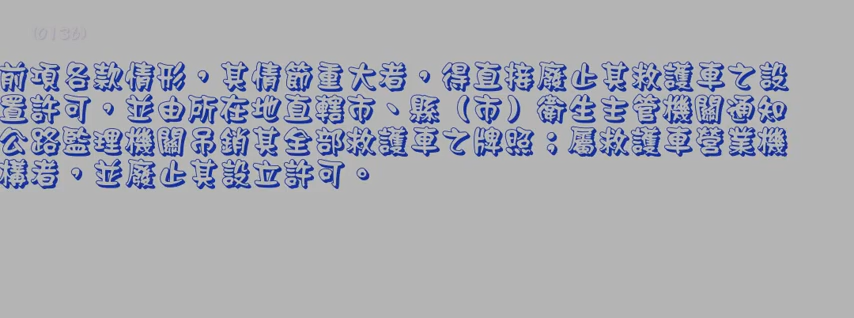 (0136)
前項各款情形，其情節重大者，得直接廢止其救護車之設
置許可，並由所在地直轄市、縣（市）衛生主管機關通知
公路監理機關吊銷其全部救護車之牌照；屬救護車營業機
構者，並廢止其設立許可。